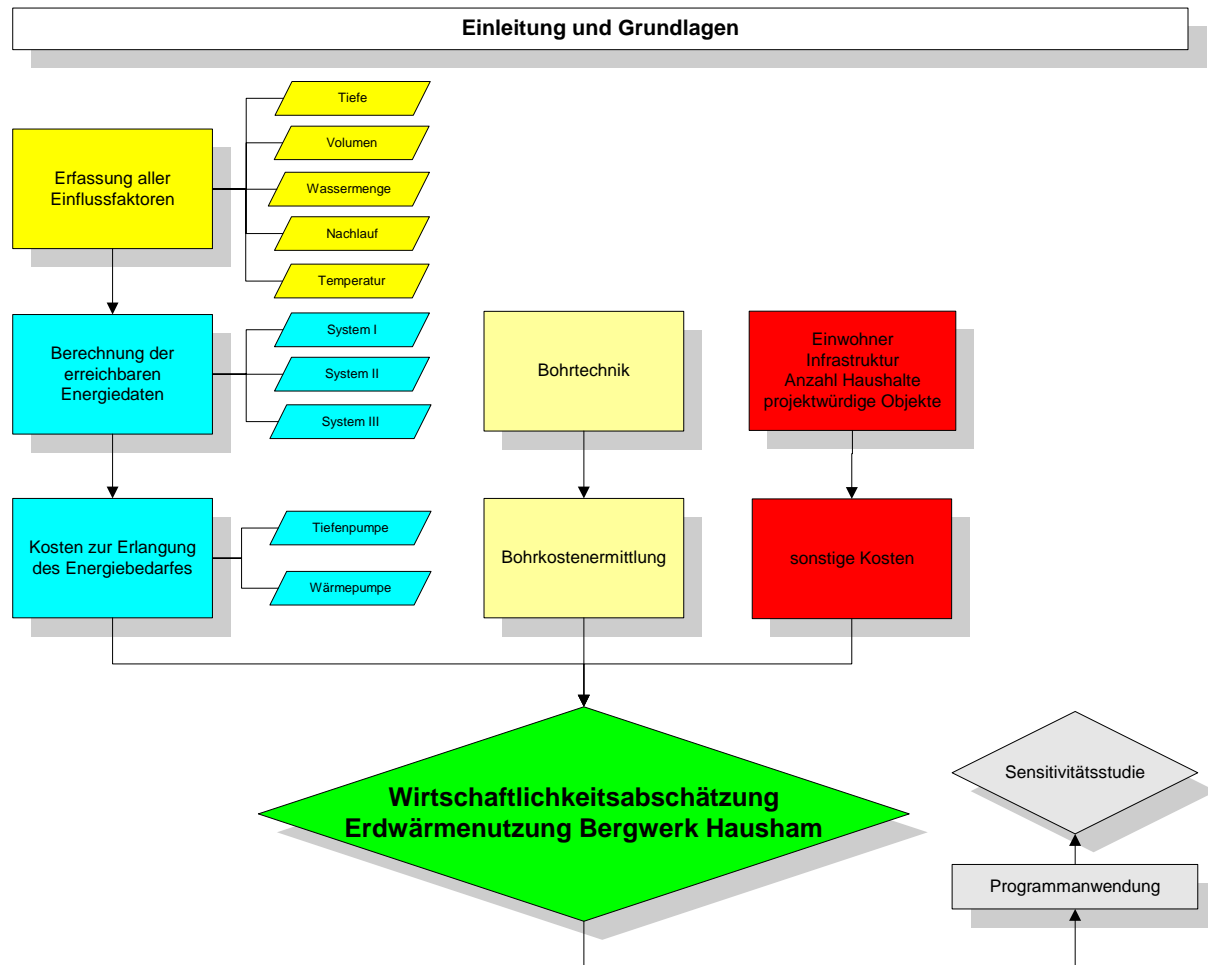 Einleitung und Grundlagen
Erfassung aller
Einflussfaktoren
Tiefe
Volumen
Wassermenge
Nachlauf
Temperatur
Berechnung der
erreichbaren
Energiedaten
System I
System II
System III
Bohrtechnik
Einwohner
Infrastruktur
Anzahl Haushalte
projektwürdige Objekte
Kosten zur Erlangung
des Energiebedarfes
Tiefenpumpe
Wärmepumpe
Bohrkostenermittlung
sonstige Kosten
Wirtschaftlichkeitsabschätzung
Erdwärmenutzung Bergwerk Hausham
Sensitivitätsstudie
Programmanwendung